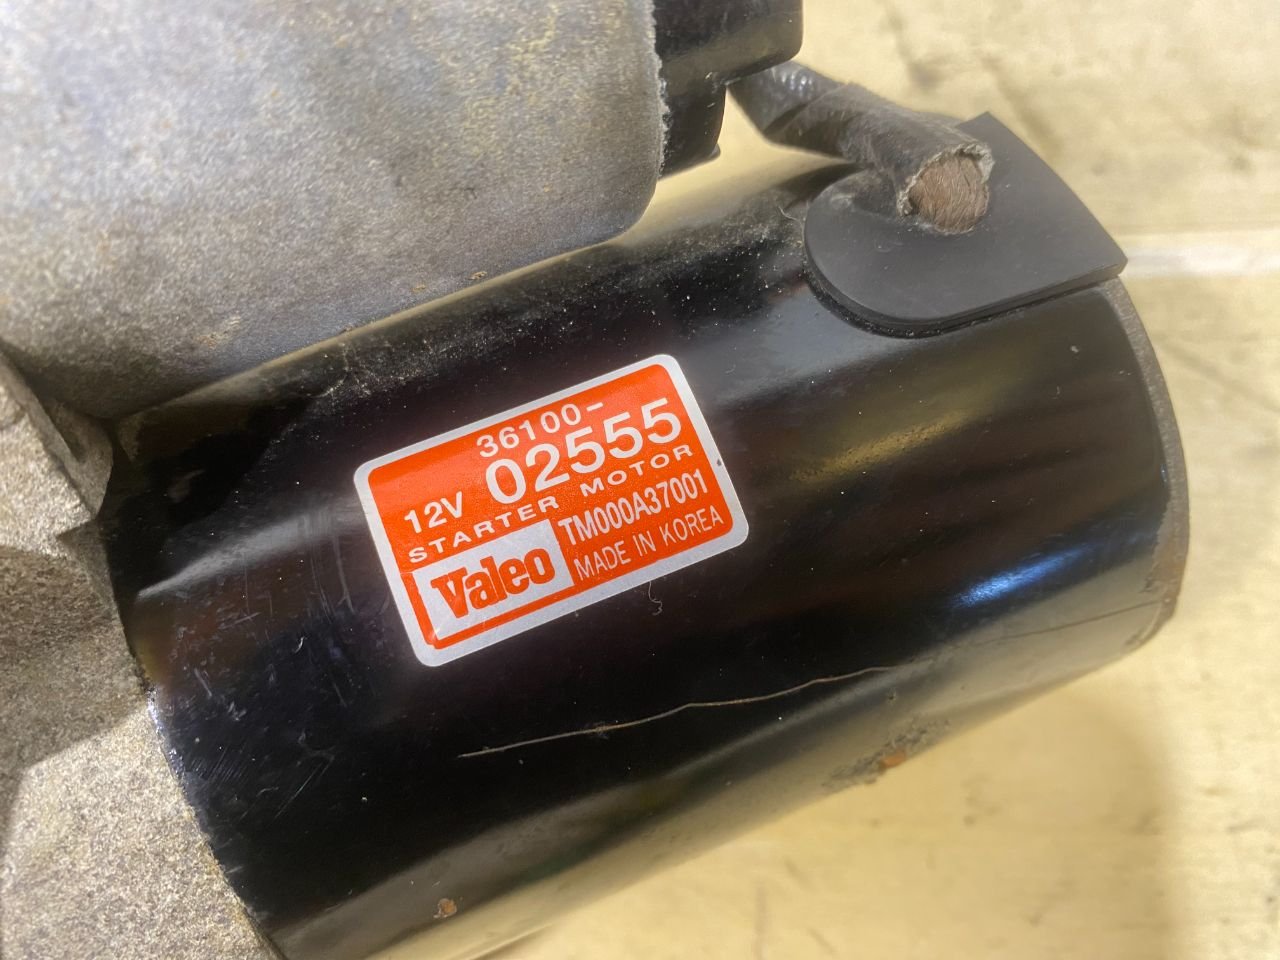 36100-
12V 02555
STARTER MOTOR
Valeo TM000A37001
MADE IN KOREA